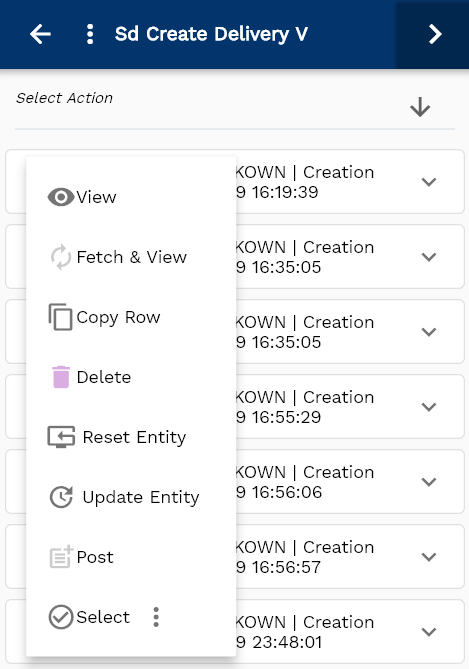 Sd Create Delivery V
Select Action
KOWN | Creation
9 16:19:39
View
KOWN | Creation
9 16:35:05
Fetch & View
KOWN | Creation
9 16:35:05
Copy Row
KOWN | Creation
9 16:55:29
Delete
KOWN | Creation
9 16:56:06
Reset Entity
Update Entity
KOWN | Creation
9 16:56:57
Post
KOWN | Creation
9 23:48:01
Select